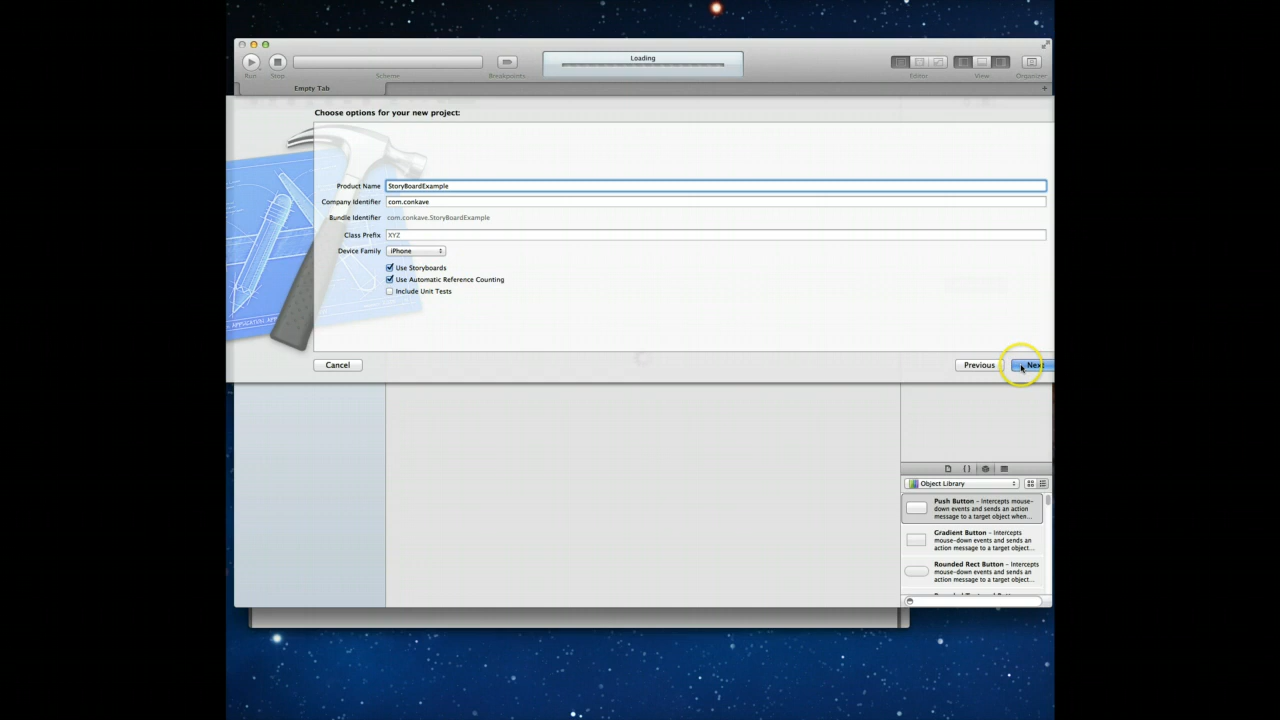 Loading
Run
Stop
Scheme
Breakpoints
Editor
View
Organizer
Empty Tab
Choose options for your new project:
Product Name StoryBoardExample
Company Identifier com.conkave
Bundle Identifier com.conkave.StoryBoardExample
Class Prefix XYZ
Device Family iPhone
Use Storyboards
Use Automatic Reference Counting
Include Unit Tests
Cancel
Previous
Next
Object Library
Push Button - Intercepts mouse-
down events and sends an action
message to a target object when...
Gradient Button - Intercepts
mouse-down events and sends an
action message to a target object...
Rounded Rect Button - Intercepts
mouse-down events and sends an
action message to a target object...